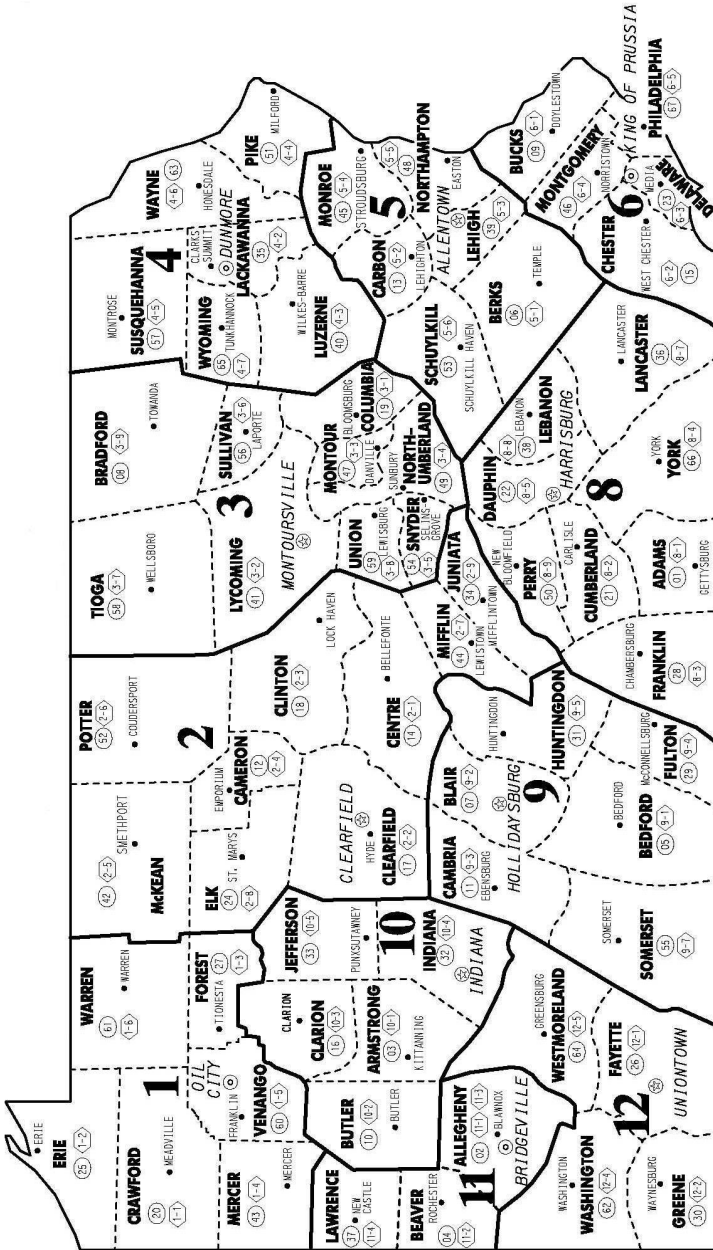 ERIE
ERIE
25 1-2
CRAWFORD
20
1-1
MEADVILLE
1
MERCER
43 1-4
MERCER
OIL
CITY
FRANKLIN
VENANGO
60 1-5
WARREN
61
1-6
WARREN
FOREST
27
TIONESTA
1-3
42 2-5
SMETHPORT
McKEAN
POTTER
52 2-6
COUDERSPORT
2
ELK
24 ST. MARYS
2-8
EMPORIUM
CAMERON
12
2-4
CLINTON
18 2-3
LOCK HAVEN
CENTRE
14 2-1
BELLEFONTE
CLEARFIELD
HYDE
CLEARFIELD
17 2-2
MIFFLIN
44 2-7
LEWISTOWN
JUNIATA
34 2-9
MIFFLINTOWN
TIOGA
58 3-7
WELLSBORO
BRADFORD
08 3-9
TOWANDA
3
LYCOMING
41 3-2
MONTOURSVILLE
SULLIVAN
56 3-6
LAPORTE
UNION
59 LEWISBURG
3-8
SNYDER
54 SELINS-
3-5 GROVE
MONTOUR
47 3-3
DANVILLE
BLOOMSBURG
COLUMBIA
19 3-1
SUNBURY
NORTH-
UMBERLAND
49 3-4
MONTROSE
SUSQUEHANNA
57 4-5
4
WAYNE
4-6 63
HONESDALE
WYOMING
65 TUNKHANNOCK
4-7
CLARKS
SUMMIT
DUNMORE
LACKAWANNA
35 4-2
WILKES-BARRE
LUZERNE
40 4-3
PIKE
51
4-4
MILFORD
MONROE
45 5-4
STROUDSBURG
5
CARBON
13 5-2
LEHIGHTON
5-5
48
NORTHAMPTON
EASTON
ALLENTOWN
LEHIGH
39 5-3
SCHUYLKILL
53 5-6
SCHUYLKILL HAVEN
BERKS
06
5-1
TEMPLE
BUCKS
09 6-1
DOYLESTOWN
MONTGOMERY
46 6-4
NORRISTOWN
KING OF PRUSSIA
PHILADELPHIA
67 6-5
CHESTER
6
WEST CHESTER
6-2
15
MEDIA
23
6-3
DELAWARE
LAWRENCE
37 NEW
CASTLE
11-4
BEAVER
ROCHESTER
04
11-2
11
ALLEGHENY
02 11-1 11-3
BLAWNOX
BRIDGEVILLE
BUTLER
10 10-2
BUTLER
CLARION
CLARION
16 10-3
ARMSTRONG
03 10-1
KITTANNING
JEFFERSON
33 10-5
PUNXSUTAWNEY
10
INDIANA
32 10-4
INDIANA
CAMBRIA
11 9-3
EBENSBURG
BLAIR
07 9-2
HOLLIDAYSBURG
9
HUNTINGDON
HUNTINGDON
31 9-5
BEDFORD
BEDFORD
05 9-1
McCONNELLSBURG
FULTON
29 9-4
SOMERSET
SOMERSET
55
9-7
DAUPHIN
22
8-5
8-8
38
LEBANON
LEBANON
HARRISBURG
NEW
BLOOMFIELD
PERRY
50 8-9
CARLISLE
CUMBERLAND
21 8-2
8
CHAMBERSBURG
FRANKLIN
28
8-3
ADAMS
01 8-1
GETTYSBURG
YORK
YORK
66 8-4
LANCASTER
LANCASTER
36
8-7
GREENSBURG
WESTMORELAND
64 12-5
FAYETTE
26 12-1
12
UNIONTOWN
WASHINGTON
WASHINGTON
62 12-4
WAYNESBURG
GREENE
30 12-2